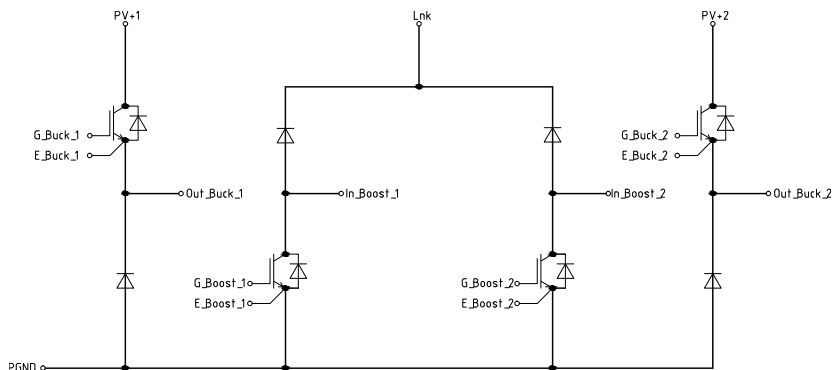 PV+1
Lnk
PV+2
G_Buck_1
E_Buck_1
G_Buck_2
E_Buck_2
Out_Buck_1
In_Boost_1
In_Boost_2
Out_Buck_2
G_Boost_1
E_Boost_1
G_Boost_2
E_Boost_2
PGND